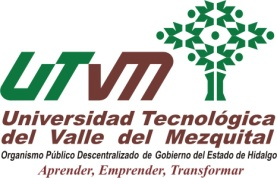 UTVM
Universidad Tecnológica
del Valle del Mezquital
Organismo Público Descentralizado de Gobierno del Estado de Hidalgo
Aprender, Emprender, Transformar